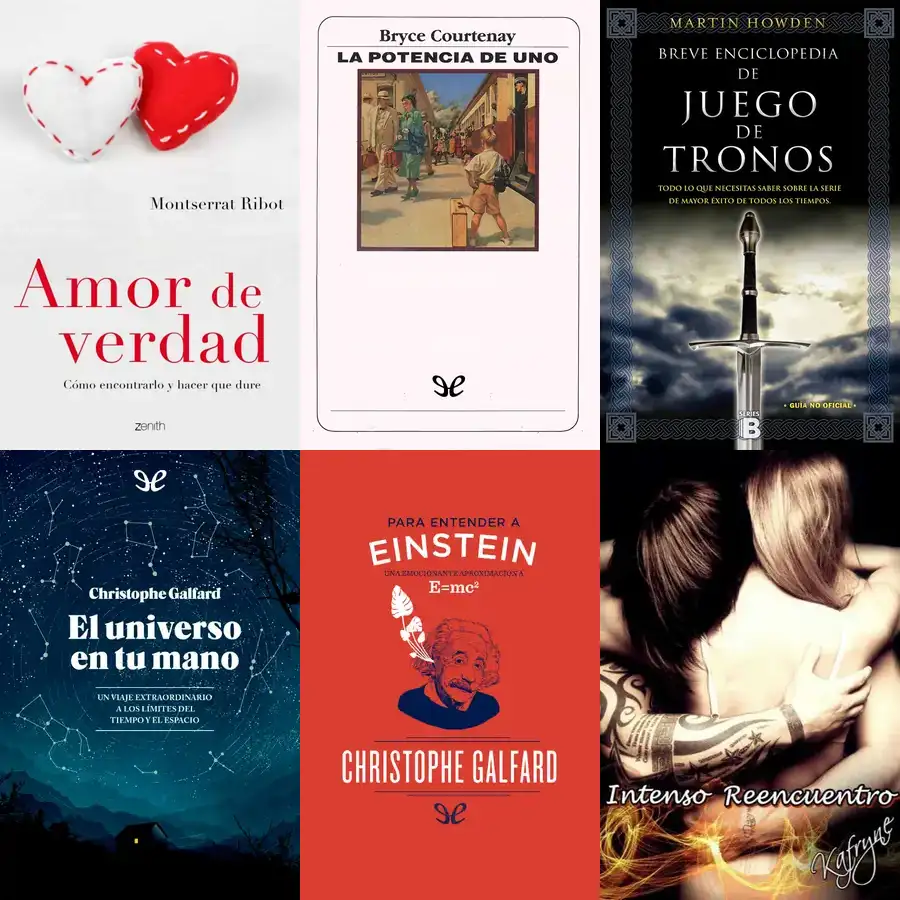 Montserrat Ribot
Amor de
verdad
Cómo encontrarlo y hacer que dure
zenith
Bryce Courtenay
LA POTENCIA DE UNO
MARTIN HOWDEN
BREVE ENCICLOPEDIA
DE
JUEGO
DE
TRONOS
TODO LO QUE NECESITAS SABER SOBRE LA SERIE
DE MAYOR ÉXITO DE TODOS LOS TIEMPOS.
• GUÍA NO OFICIAL •
SERIES
B
Christophe Galfard
El universo
en tu mano
UN VIAJE EXTRAORDINARIO
A LOS LÍMITES DEL
TIEMPO Y EL ESPACIO
PARA ENTENDER A
EINSTEIN
UNA EMOCIONANTE APROXIMACIÓN A
E=mc²
CHRISTOPHE GALFARD
Intenso Reencuentro
Kafryne